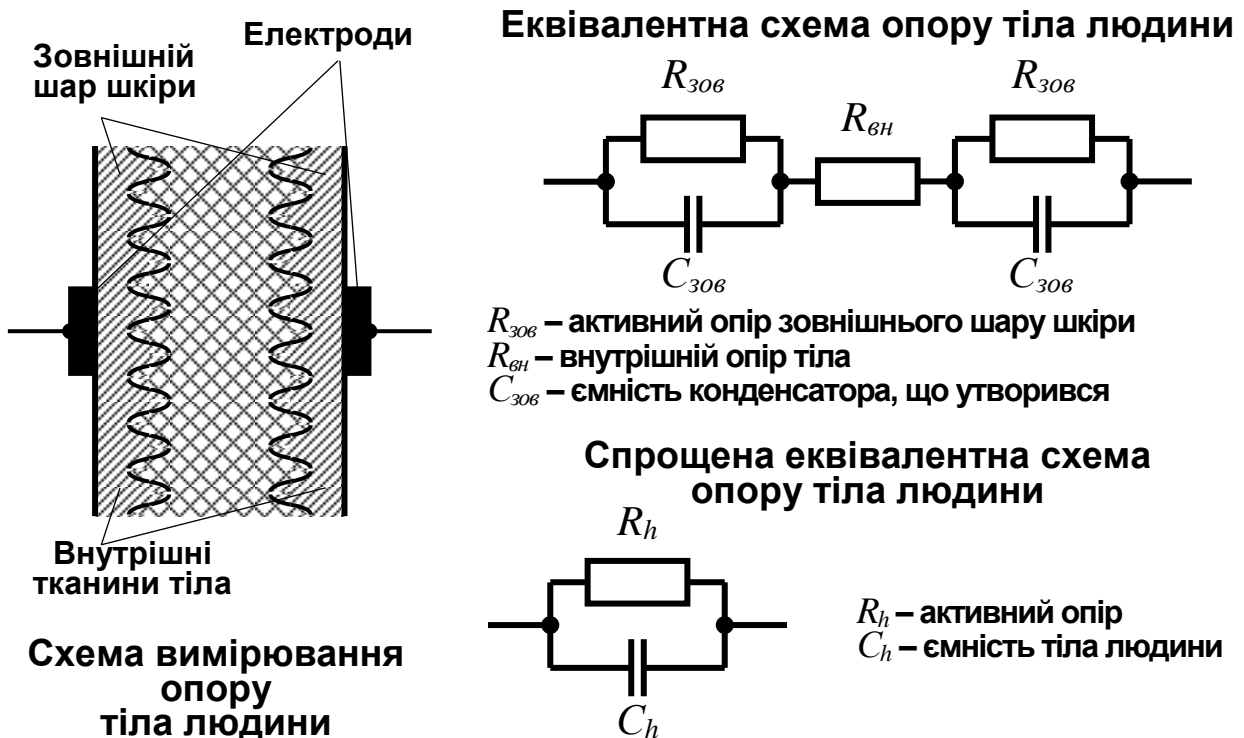 Електроди
Зовнішній
шар шкіри
Внутрішні
тканини тіла
Схема вимірювання
опору
тіла людини
Еквівалентна схема опору тіла людини
Rзов
Rвн
Rзов
Cзов
Cзов
Rзов – активний опір зовнішнього шару шкіри
Rвн – внутрішній опір тіла
Cзов – ємність конденсатора, що утворився
Спрощена еквівалентна схема
опору тіла людини
Rh
Ch
Rh – активний опір
Ch – ємність тіла людини